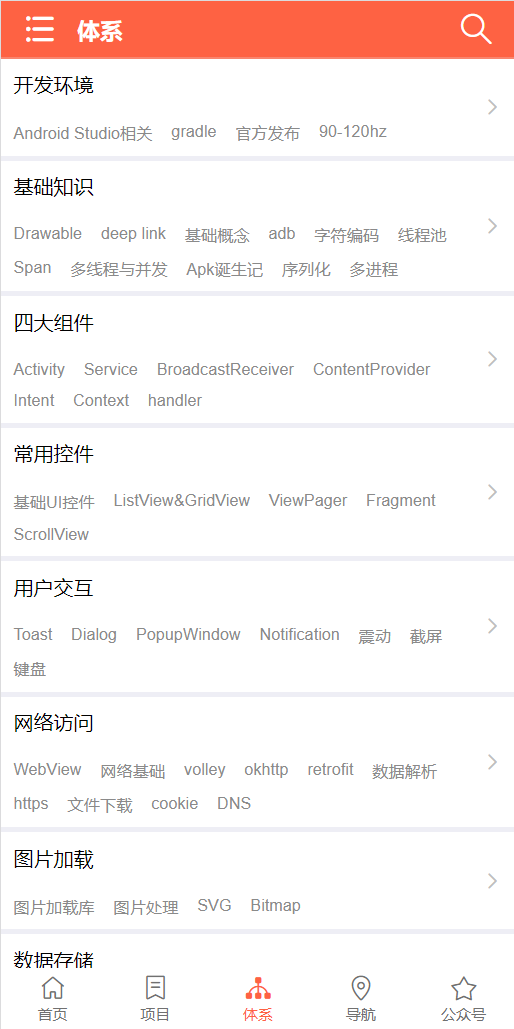 体系
开发环境
Android Studio相关 gradle 官方发布 90-120hz
基础知识
Drawable deep link 基础概念 adb 字符编码 线程池
Span 多线程与并发 Apk诞生记 序列化 多进程
四大组件
Activity Service BroadcastReceiver ContentProvider
Intent Context handler
常用控件
基础UI控件 ListView&GridView ViewPager Fragment
ScrollView
用户交互
Toast Dialog PopupWindow Notification 震动 截屏
键盘
网络访问
WebView 网络基础 volley okhttp retrofit 数据解析
https 文件下载 cookie DNS
图片加载
图片加载库 图片处理 SVG Bitmap
数据存储
首页 项目 体系 导航 公众号